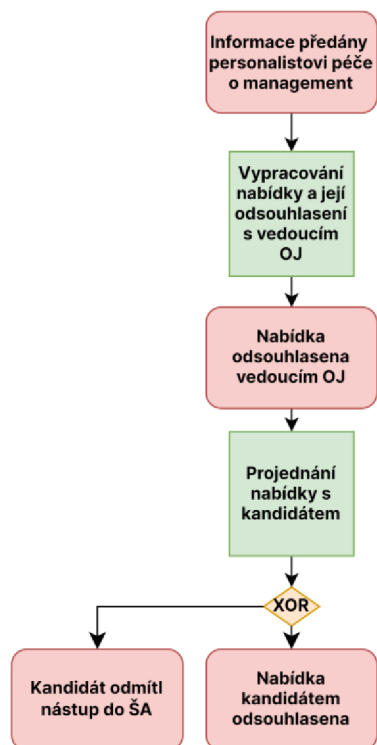 Informace předány
personalistovi péče
o management
Vypracování
nabídky a její
odsouhlasení
s vedoucím
OJ
Nabídka
odsouhlasena
vedoucím OJ
Projednání
nabídky s
kandidátem
XOR
Kandidát odmítl
nástup do ŠA
Nabídka
kandidátem
odsouhlasena